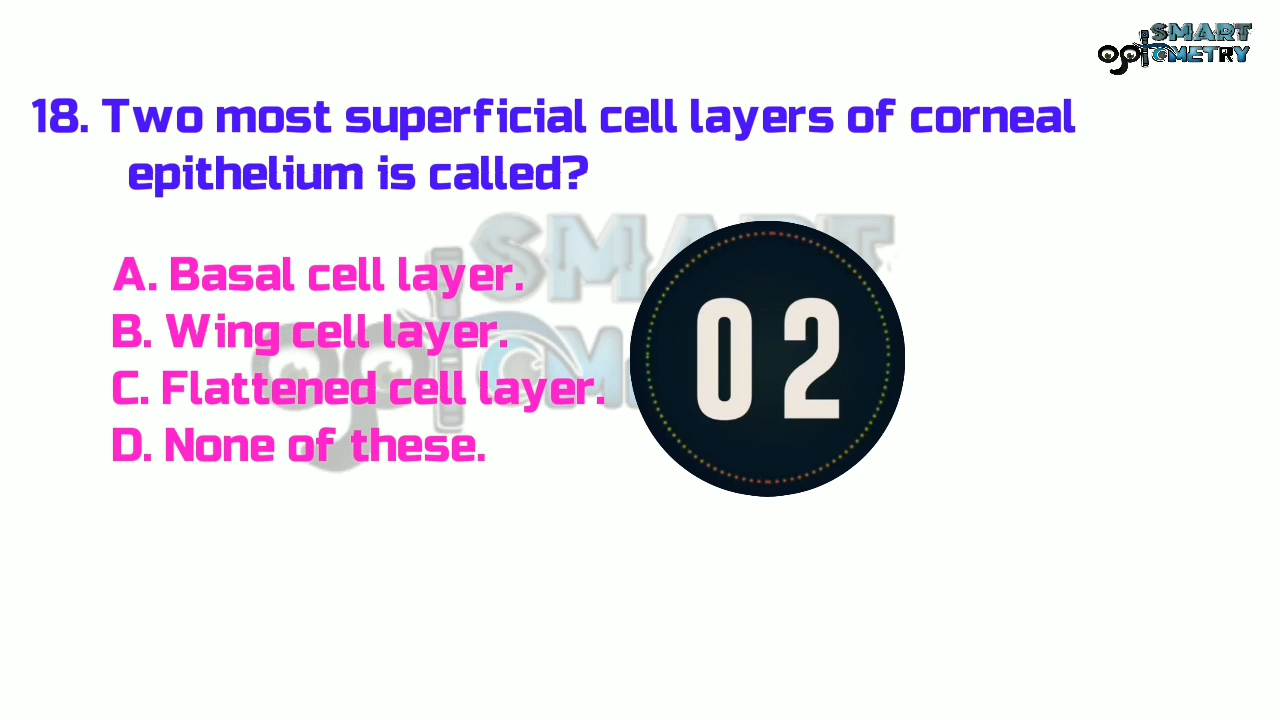 SMART
optOMETRY
18. Two most superficial cell layers of corneal
epithelium is called?
A. Basal cell layer.
B. Wing cell layer.
C. Flattened cell layer.
D. None of these.
02